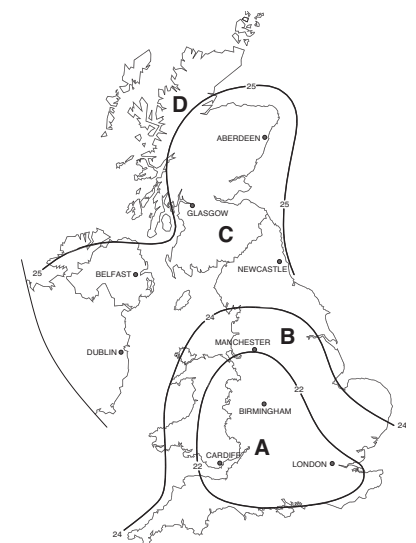 25
D
ABERDEEN
25
GLASGOW
C
25
BELFAST
NEWCASTLE
24
B
MANCHESTER
DUBLIN
22
BIRMINGHAM
24
A
CARDIFF
22
LONDON
24